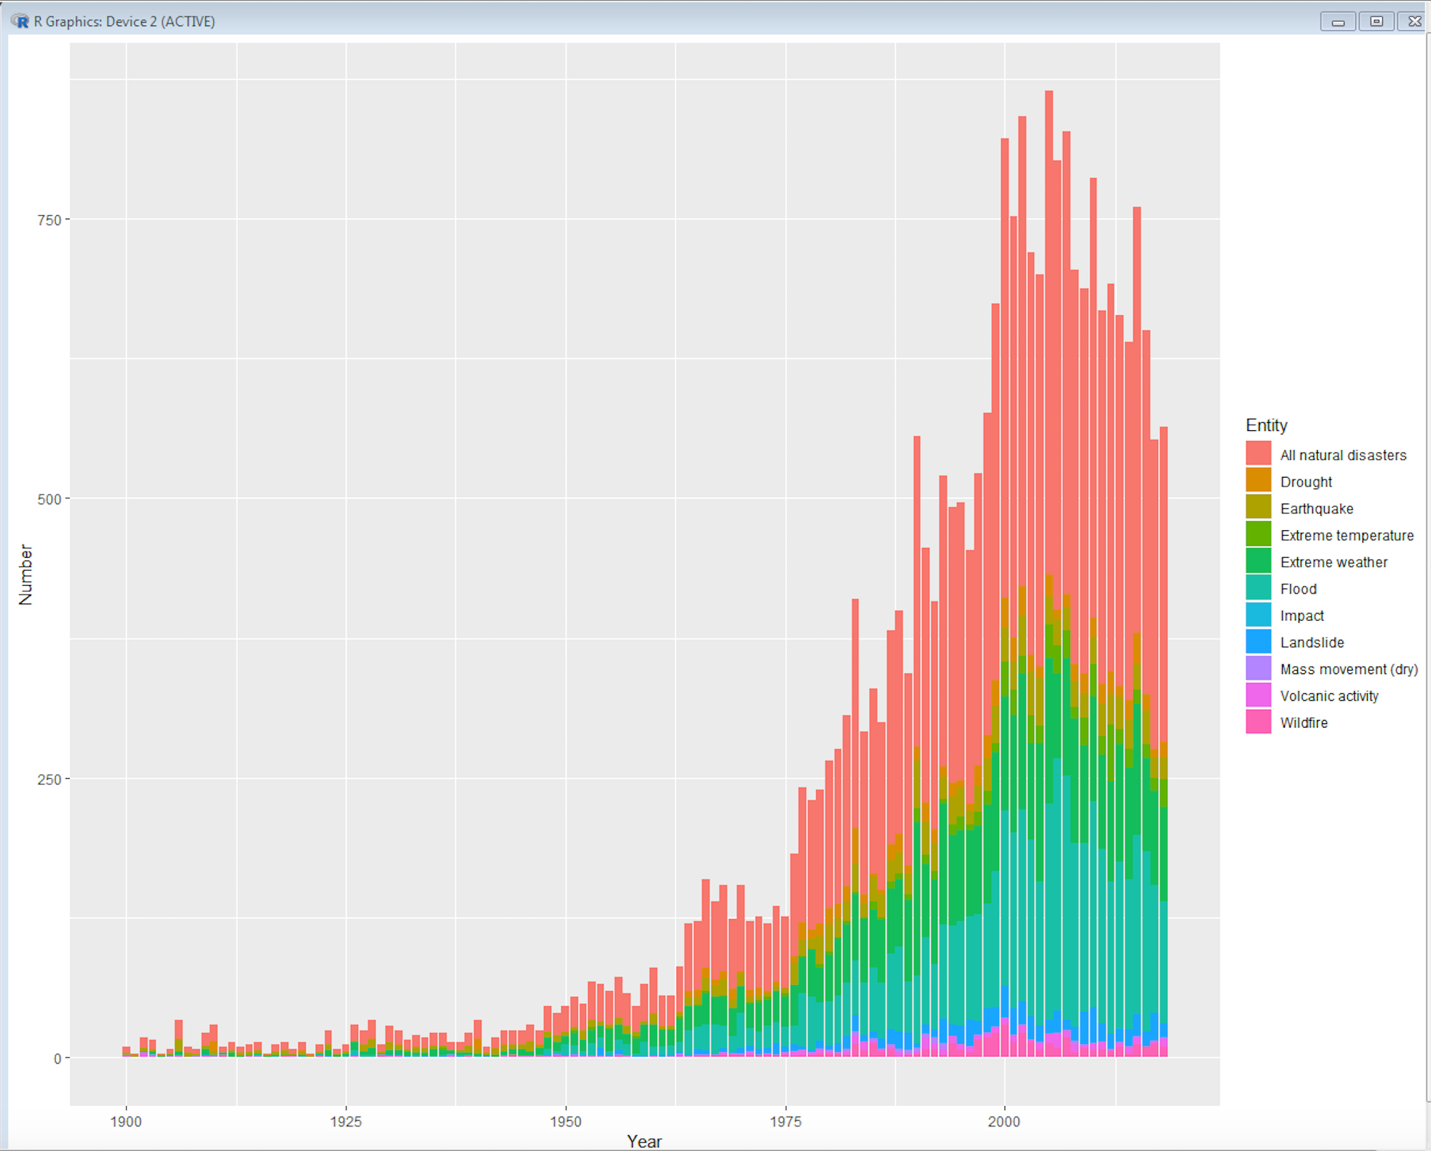 R Graphics: Device 2 (ACTIVE)
750
500
250
0
Number
1900 1925 1950 1975 2000
Year
Entity
All natural disasters
Drought
Earthquake
Extreme temperature
Extreme weather
Flood
Impact
Landslide
Mass movement (dry)
Volcanic activity
Wildfire